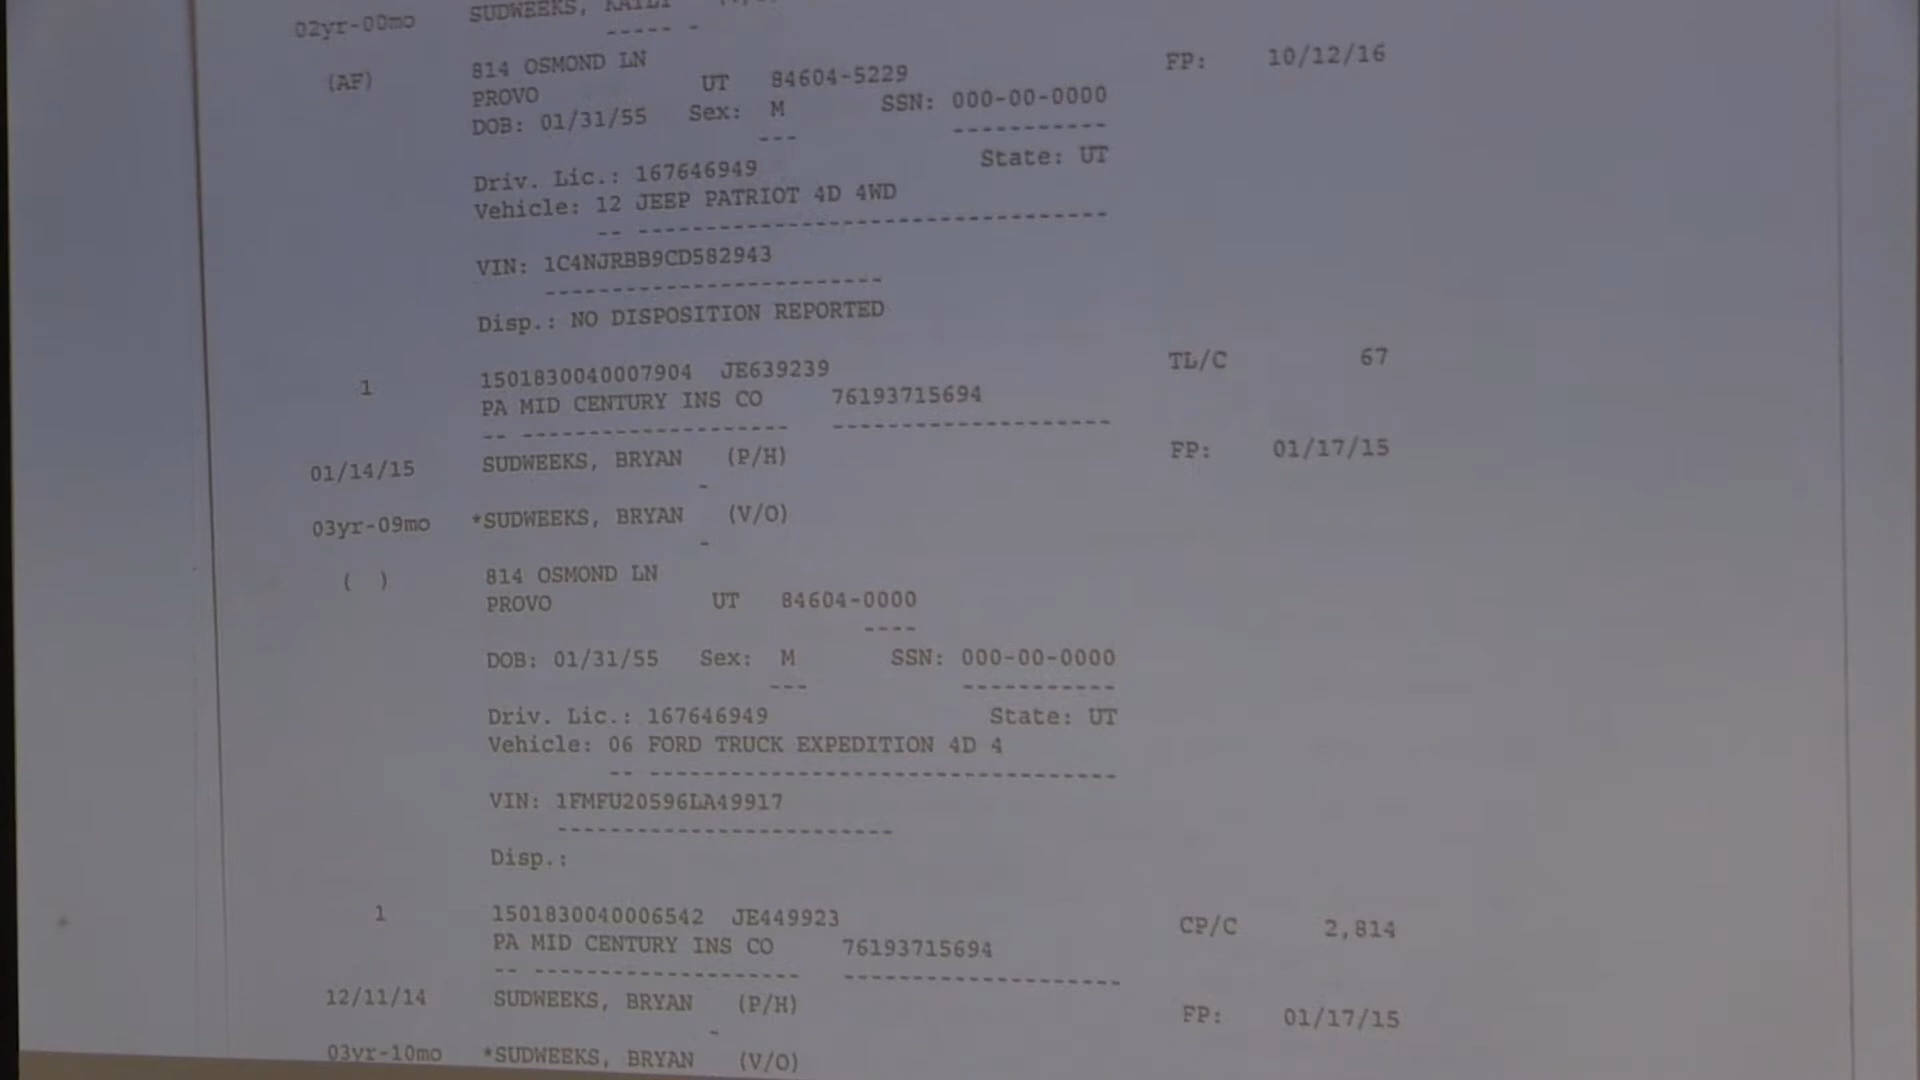 02yr-00mo SUDWEEKS,
(AF) 814 OSMOND LN FP: 10/12/16
PROVO UT 84604-5229
DOB: 01/31/55 Sex: M SSN: 000-00-0000
Driv. Lic.: 167646949 State: UT
Vehicle: 12 JEEP PATRIOT 4D 4WD
VIN: 1C4NJRBB9CD582943
Disp.: NO DISPOSITION REPORTED
1 1501830040007904 JE639239 TL/C 67
PA MID CENTURY INS CO 76193715694
01/14/15 SUDWEEKS, BRYAN (P/H) FP: 01/17/15
03yr-09mo *SUDWEEKS, BRYAN (V/O)
( ) 814 OSMOND LN
PROVO UT 84604-0000
DOB: 01/31/55 Sex: M SSN: 000-00-0000
Driv. Lic.: 167646949 State: UT
Vehicle: 06 FORD TRUCK EXPEDITION 4D 4
VIN: 1FMFU20596LA49917
Disp.:
1 1501830040006542 JE449923 CP/C 2,814
PA MID CENTURY INS CO 76193715694
12/11/14 SUDWEEKS, BRYAN (P/H) FP: 01/17/15
03yr-10mo *SUDWEEKS, BRYAN (V/O)